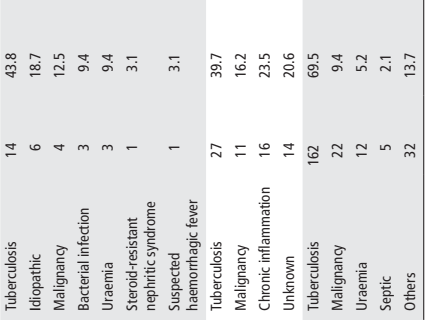 Tuberculosis 14 43.8
Idiopathic 6 18.7
Malignancy 4 12.5
Bacterial infection 3 9.4
Uraemia 3 9.4
Steroid-resistant
nephritic syndrome 1 3.1
Suspected
haemorrhagic fever 1 3.1
Tuberculosis 27 39.7
Malignancy 11 16.2
Chronic inflammation 16 23.5
Unknown 14 20.6
Tuberculosis 162 69.5
Malignancy 22 9.4
Uraemia 12 5.2
Septic 5 2.1
Others 32 13.7